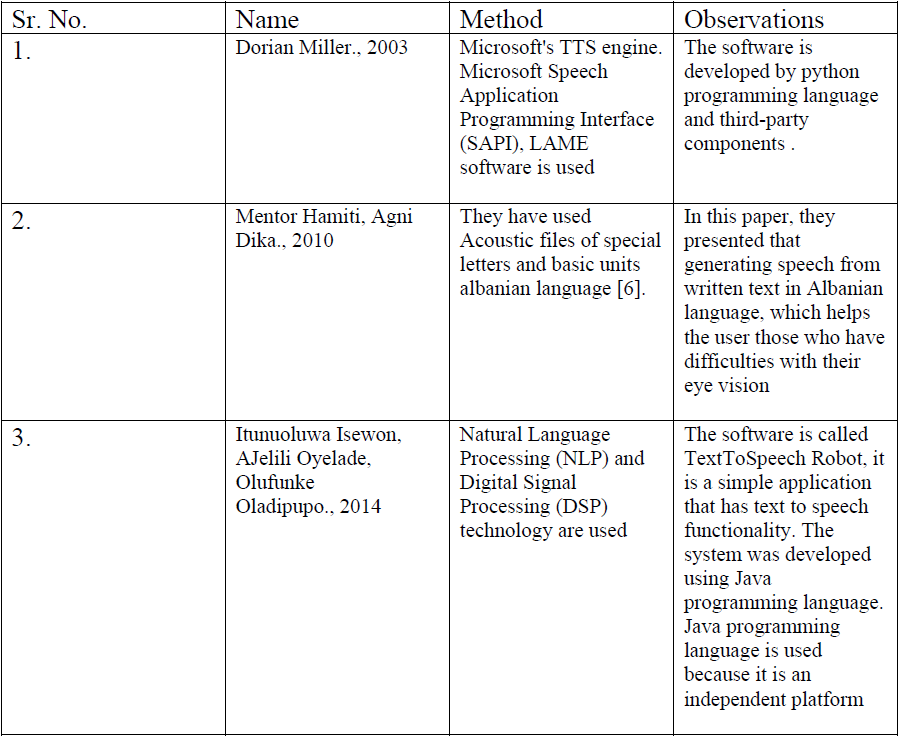 Sr. No.
Name
Method
Observations
1.
Dorian Miller., 2003
Microsoft's TTS engine.
Microsoft Speech
Application
Programming Interface
(SAPI), LAME
software is used
The software is
developed by python
programming language
and third-party
components .
2.
Mentor Hamiti, Agni
Dika., 2010
They have used
Acoustic files of special
letters and basic units
albanian language [6].
In this paper, they
presented that
generating speech from
written text in Albanian
language, which helps
the user those who have
difficulties with their
eye vision
3.
Itunuoluwa Isewon,
AJelili Oyelade,
Olufunke
Oladipupo., 2014
Natural Language
Processing (NLP) and
Digital Signal
Processing (DSP)
technology are used
The software is called
TextToSpeech Robot, it
is a simple application
that has text to speech
functionality. The
system was developed
using Java
programming language.
Java programming
language is used
because it is an
independent platform